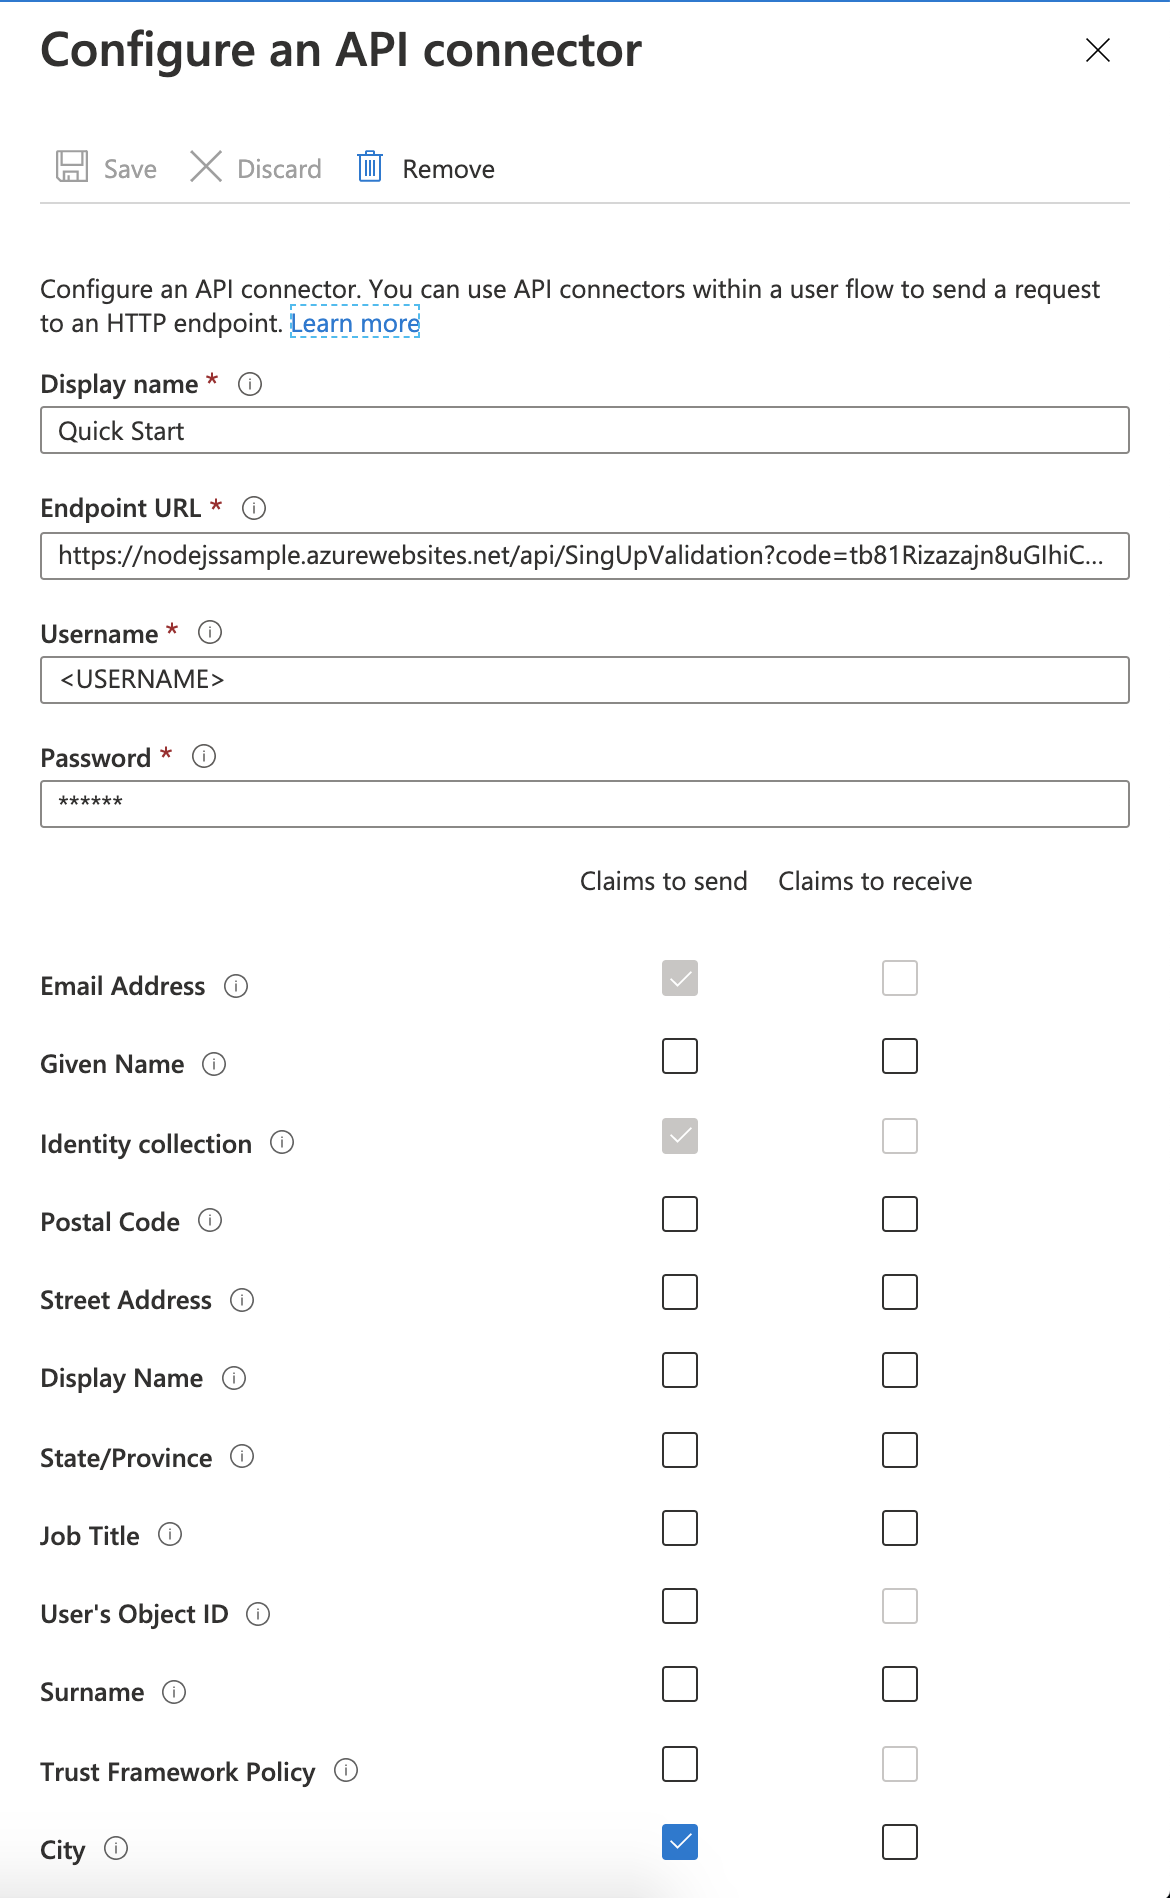 Configure an API connector
Save Discard Remove
Configure an API connector. You can use API connectors within a user flow to send a request
to an HTTP endpoint. Learn more
Display name *
Quick Start
Endpoint URL *
https://nodejssample.azurewebsites.net/api/SingUpValidation?code=tb81Rizazajn8uGIhiC...
Username *
<USERNAME>
Password *
******
Claims to send Claims to receive
Email Address
Given Name
Identity collection
Postal Code
Street Address
Display Name
State/Province
Job Title
User's Object ID
Surname
Trust Framework Policy
City